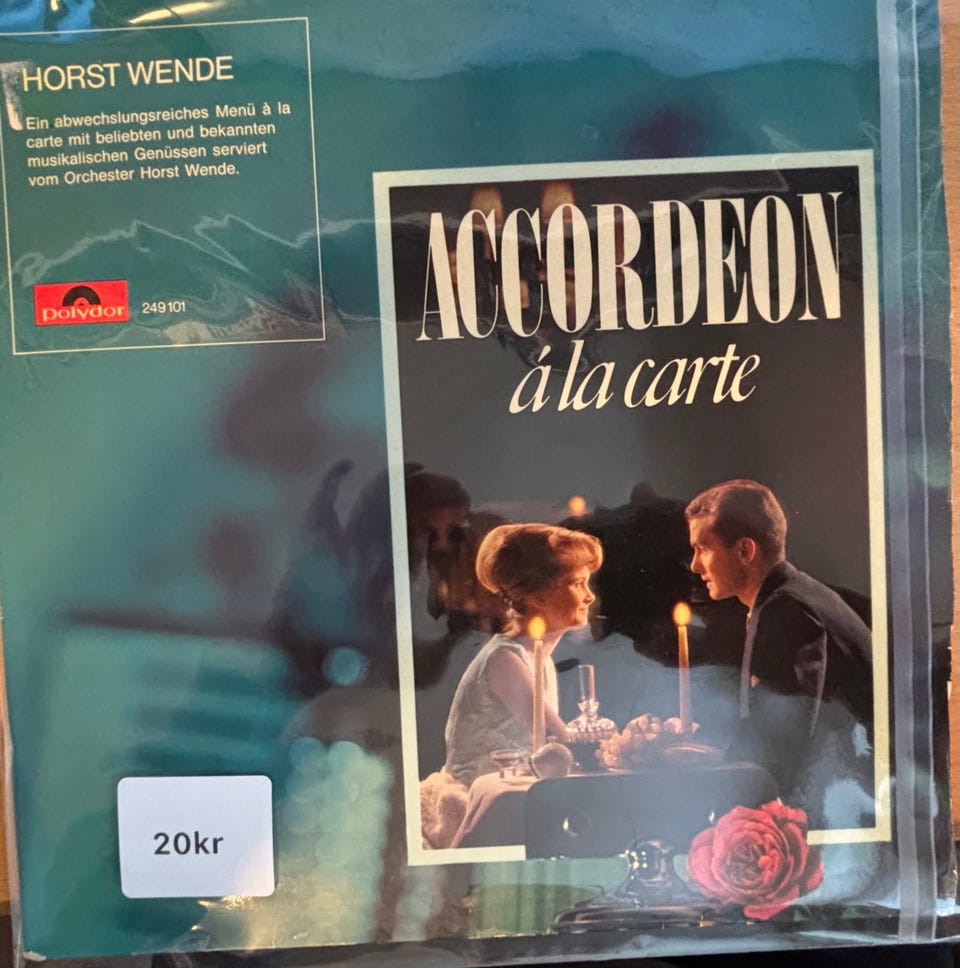 HORST WENDE
Ein abwechslungsreiches Menü à la
carte mit beliebten und bekannten
musikalischen Genüssen serviert
vom Orchester Horst Wende.
polydor 249101
ACCORDEON
á la carte
20kr